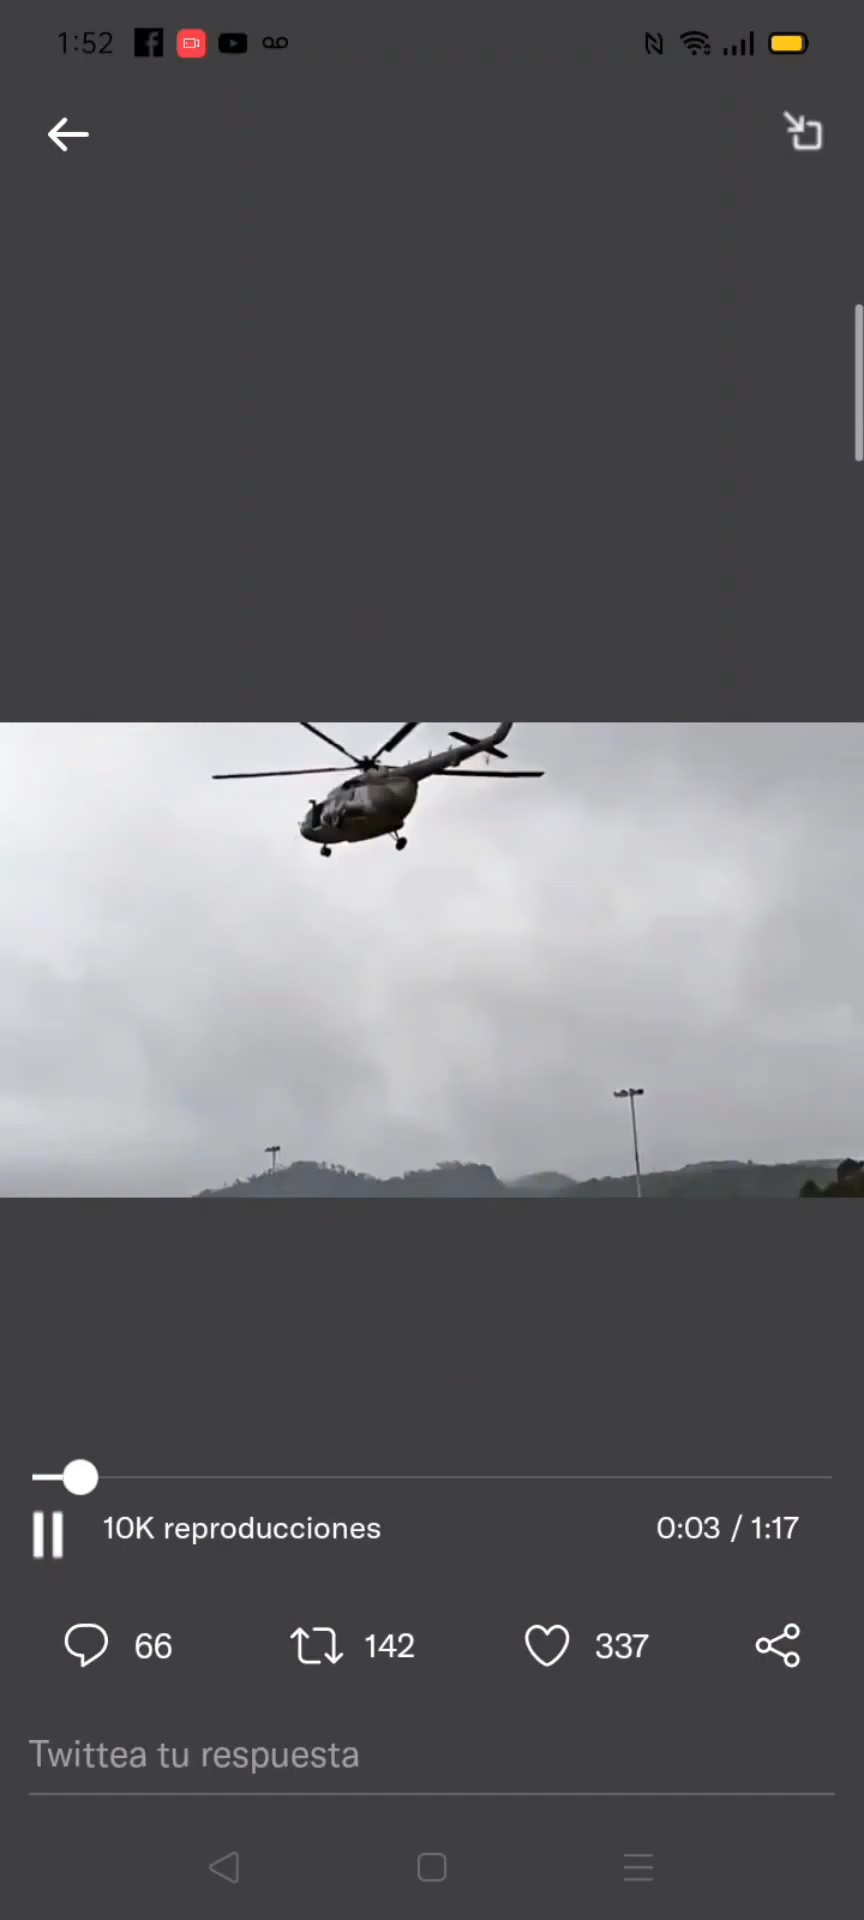 1:52
10K reproducciones
0:03 / 1:17
66
142
337
Twittea tu respuesta